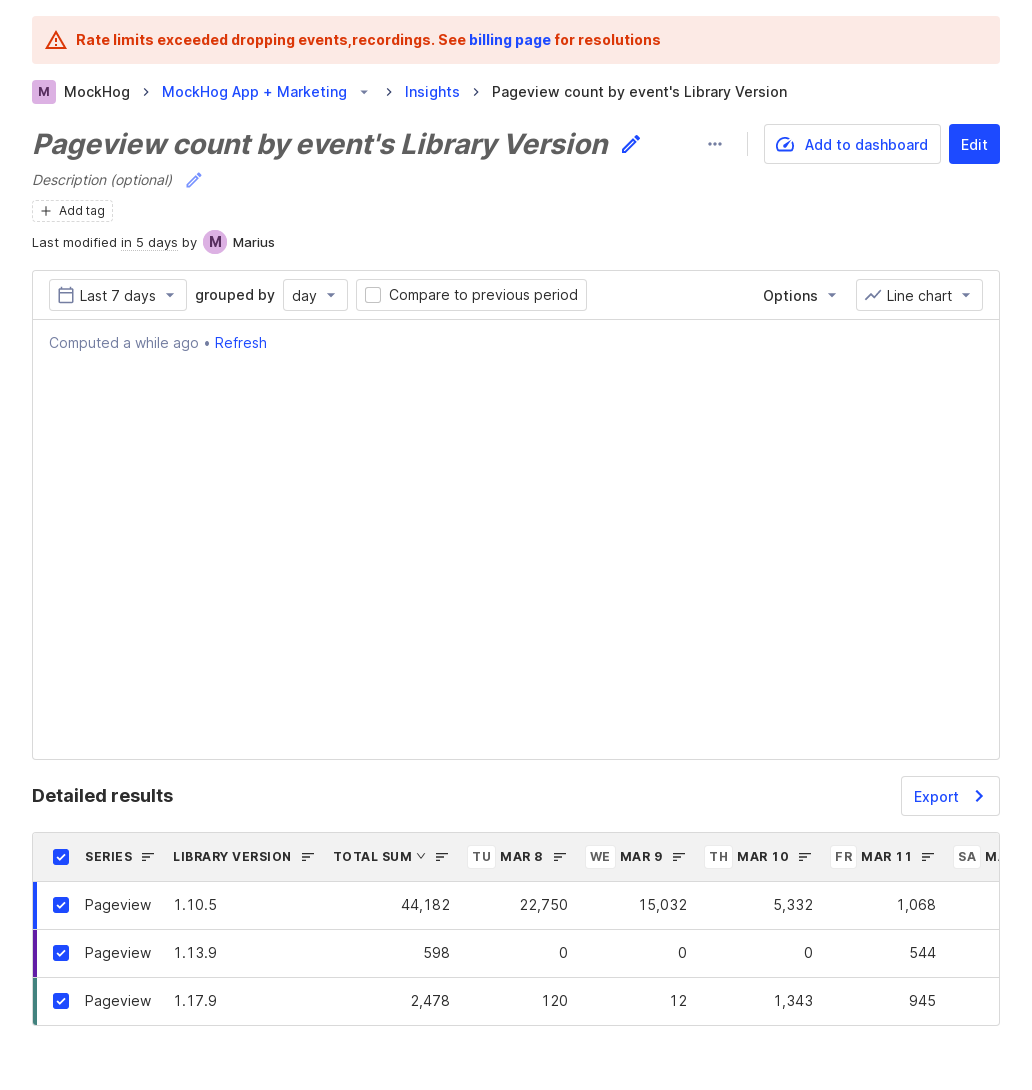 Rate limits exceeded dropping events,recordings. See billing page for resolutions
M MockHog MockHog App + Marketing Insights Pageview count by event's Library Version
Pageview count by event's Library Version
Add to dashboard Edit
Description (optional)
Add tag
Last modified in 5 days by M Marius
Last 7 days grouped by day Compare to previous period Options Line chart
Computed a while ago • Refresh
Detailed results Export
SERIES LIBRARY VERSION TOTAL SUM TU MAR 8 WE MAR 9 TH MAR 10 FR MAR 11 SA
Pageview 1.10.5 44,182 22,750 15,032 5,332 1,068
Pageview 1.13.9 598 0 0 0 544
Pageview 1.17.9 2,478 120 12 1,343 945